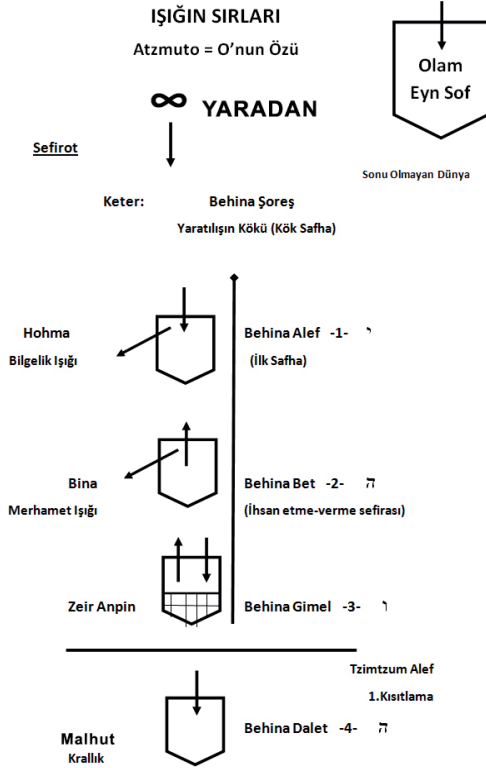 IŞIĞIN SIRLARI
Atzmuto = O'nun Özü
∞ YARADAN
Olam
Eyn Sof
Sonu Olmayan Dünya
Sefirot
Keter: Behina Şoreş
Yaratılışın Kökü (Kök Safha)
Hohma Behina Alef -1- י
Bilgelik Işığı (İlk Safha)
Bina Behina Bet -2- ה
Merhamet Işığı (İhsan etme-verme sefirası)
Zeir Anpin Behina Gimel -3- ו
Tzimtzum Alef
1.Kısıtlama
Malhut Behina Dalet -4- ה
Krallık